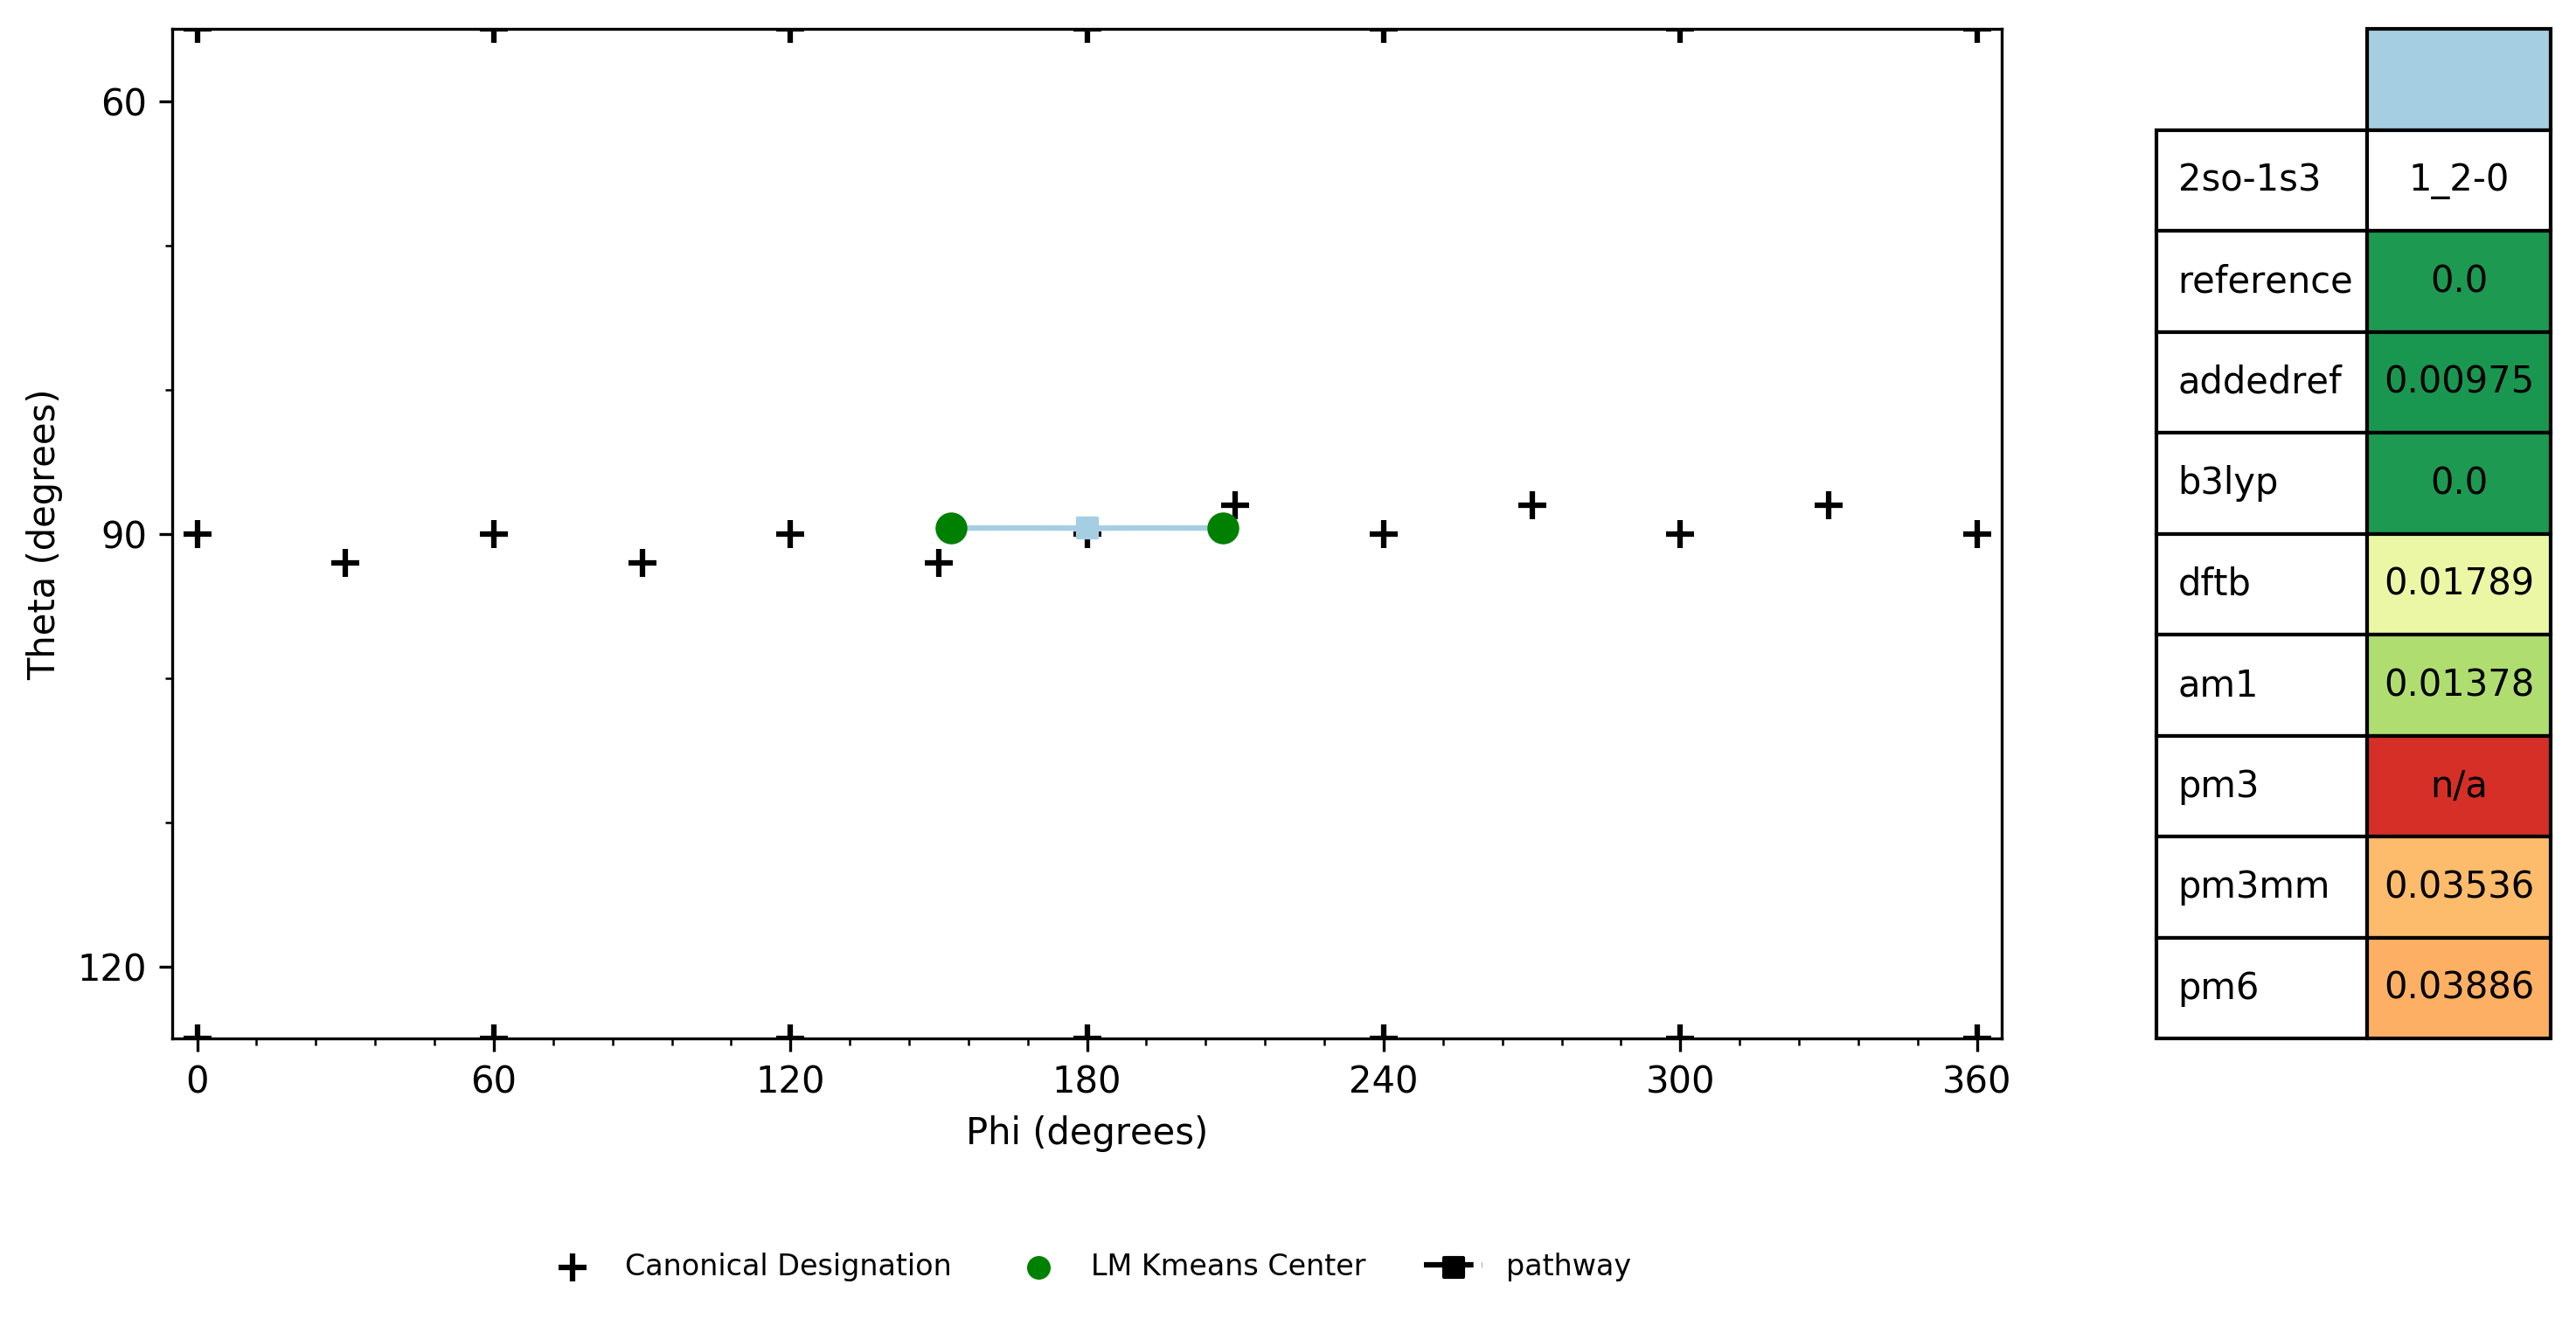 60
90
120
Theta (degrees)
0 60 120 180 240 300 360
Phi (degrees)
Canonical Designation LM Kmeans Center pathway
2so-1s3 1_2-0
reference 0.0
addedref 0.00975
b3lyp 0.0
dftb 0.01789
am1 0.01378
pm3 n/a
pm3mm 0.03536
pm6 0.03886